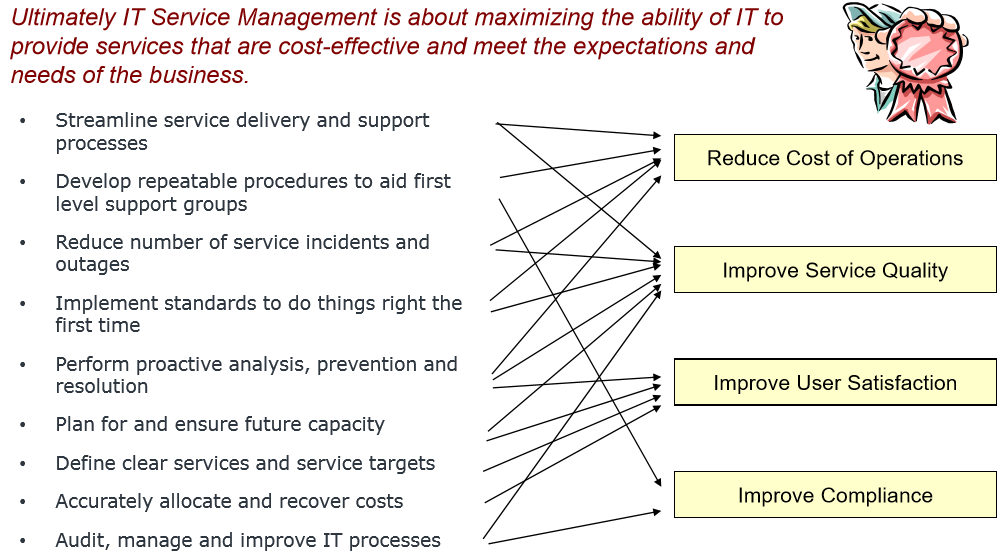 Ultimately IT Service Management is about maximizing the ability of IT to
provide services that are cost-effective and meet the expectations and
needs of the business.
• Streamline service delivery and support
processes
• Develop repeatable procedures to aid first
level support groups
• Reduce number of service incidents and
outages
• Implement standards to do things right the
first time
• Perform proactive analysis, prevention and
resolution
• Plan for and ensure future capacity
• Define clear services and service targets
• Accurately allocate and recover costs
• Audit, manage and improve IT processes
Reduce Cost of Operations
Improve Service Quality
Improve User Satisfaction
Improve Compliance